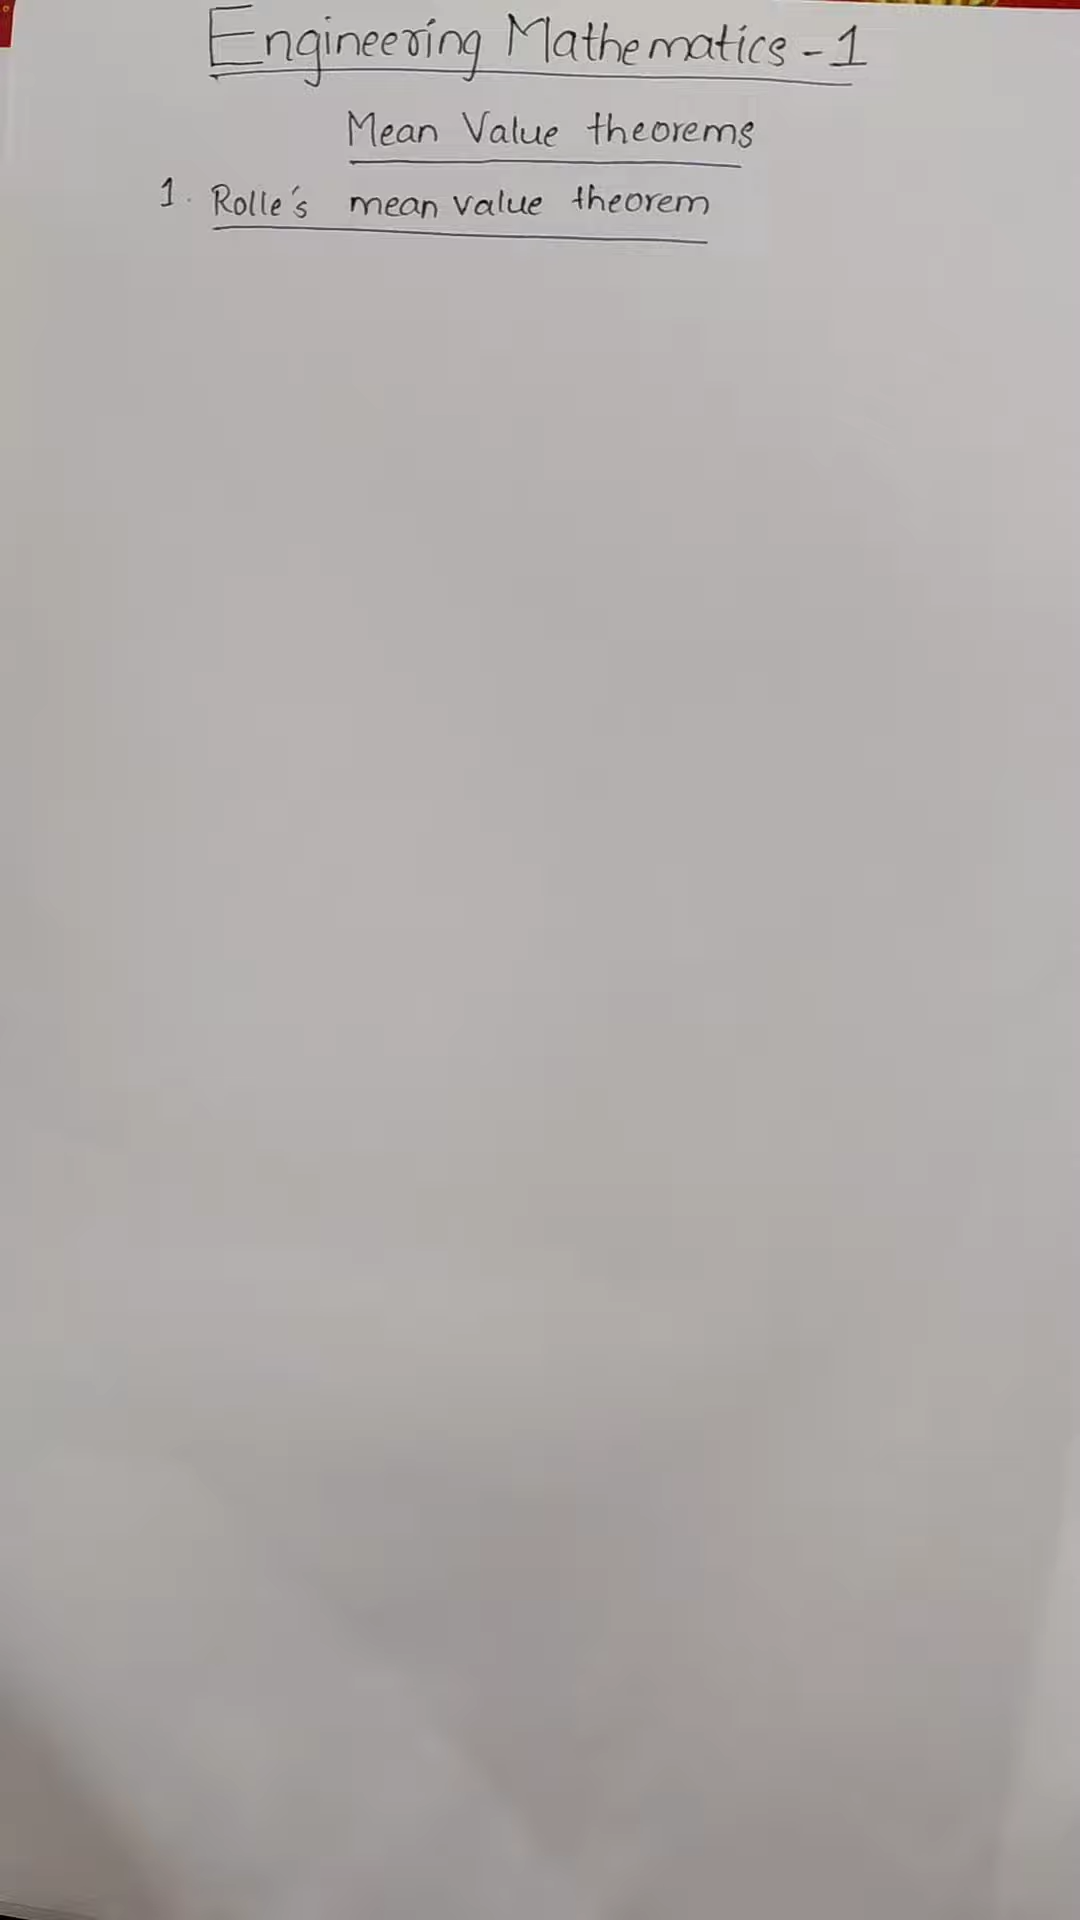 Engineering Mathematics - 1
Mean Value theorems
1. Rolle's mean value theorem